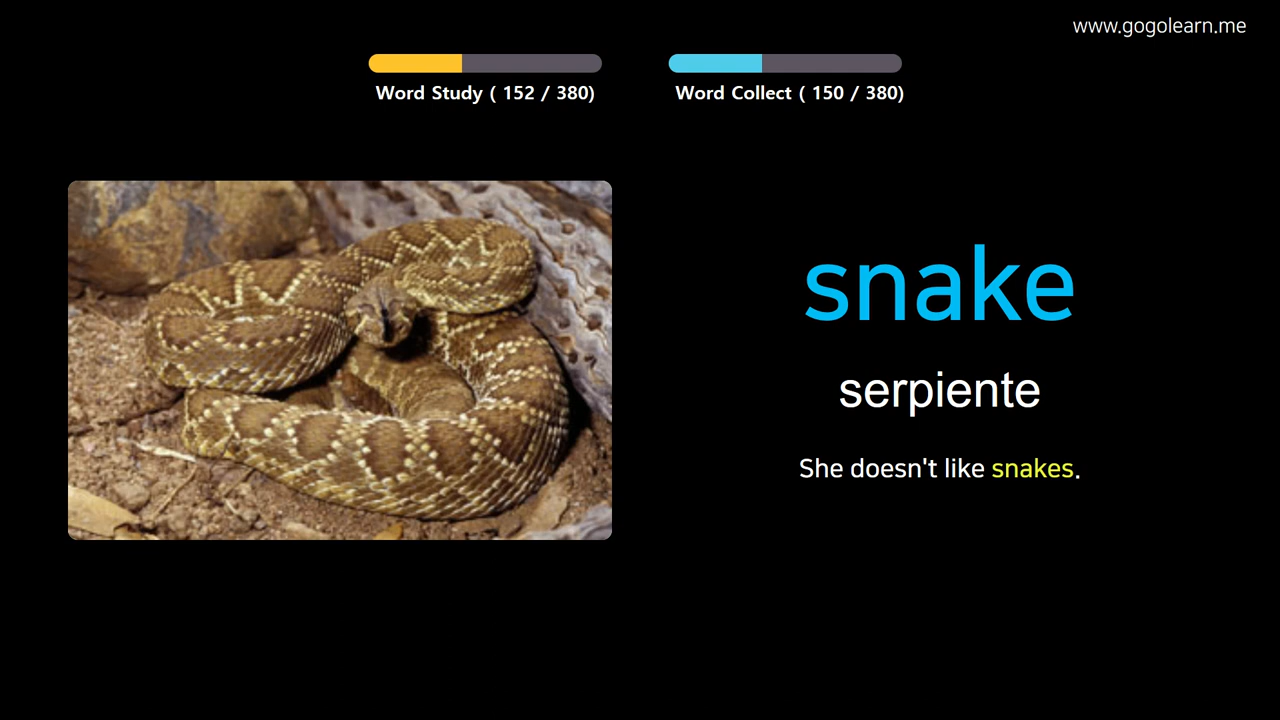 www.gogolearn.me
Word Study ( 152 / 380)
Word Collect ( 150 / 380)
snake
serpiente
She doesn't like snakes.